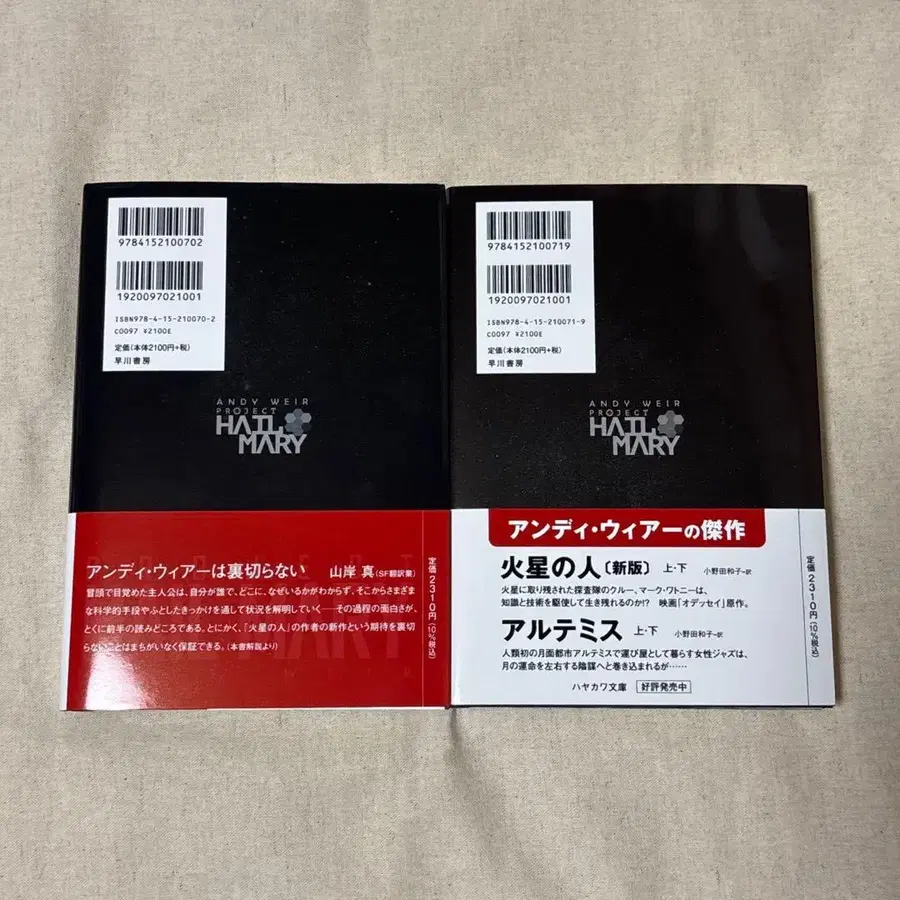 9784152100702
1920097021001
ISBN978-4-15-210070-2
C0097 ¥2100E
定価(本体2100円+税)
早川書房
ANDY WEIR
PROJECT
HAIL
MARY
アンディ・ウィアーは裏切らない 山岸 真(SF翻訳業)
冒頭で目覚めた主人公は、自分が誰で、どこに、なぜいるかがわからず、そこからさまざま
な科学的手段やふとしたきっかけを通して状況を解明していく──その過程の面白さが、
とくに前半の読みどころである。とにかく、「火星の人」の作者の新作という期待を裏切
らないことはまちがいなく保証できる。(本書解説より)
定価2310円(10%税込)
9784152100719
1920097021001
ISBN978-4-15-210071-9
C0097 ¥2100E
定価(本体2100円+税)
早川書房
ANDY WEIR
PROJECT
HAIL
MARY
アンディ・ウィアーの傑作
火星の人〔新版〕 上・下 小野田和子=訳
火星に取り残された探査隊のクルー、マーク・ワトニーは、
知識と技術を駆使して生き残れるのか!? 映画「オデッセイ」原作。
アルテミス 上・下 小野田和子=訳
人類初の月面都市アルテミスで運び屋として暮らす女性ジャズは、
月の運命を左右する陰謀へと巻き込まれるが……
ハヤカワ文庫 好評発売中
定価2310円(10%税込)